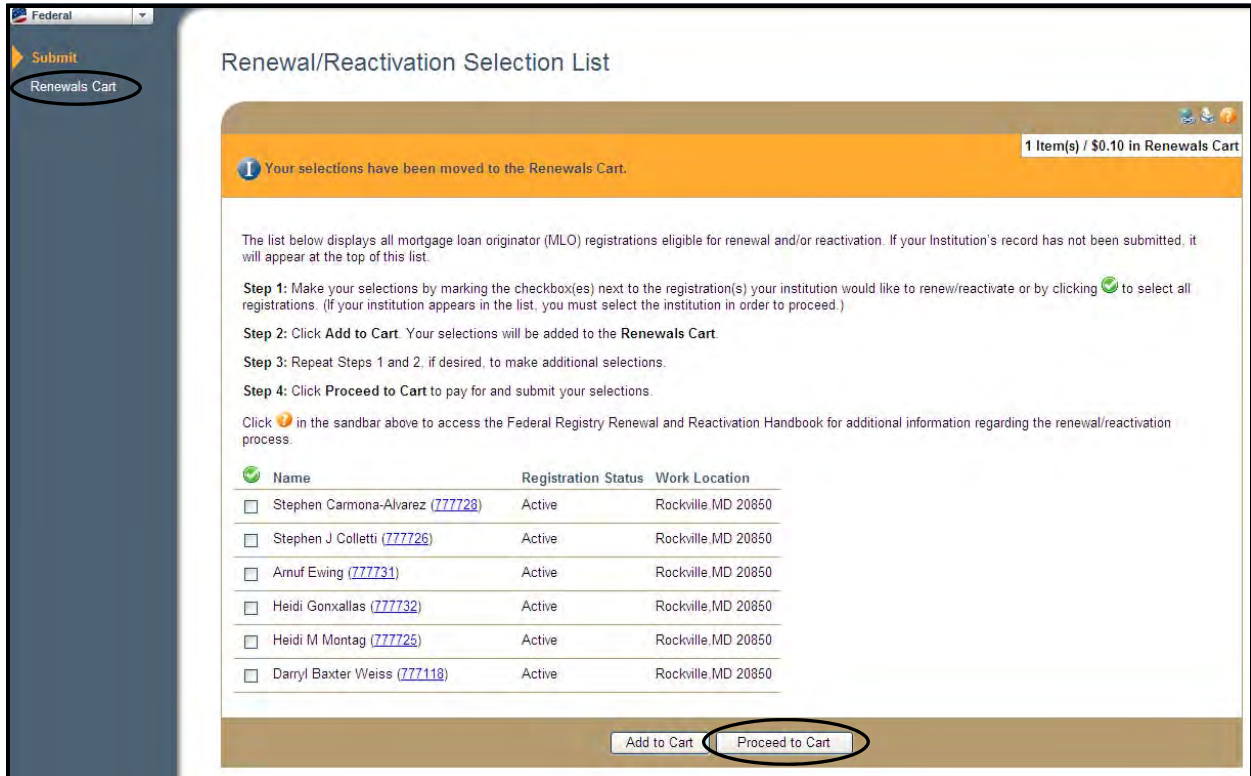 Federal
Submit
Renewals Cart
Renewal/Reactivation Selection List
1 Item(s) / $0.10 in Renewals Cart
Your selections have been moved to the Renewals Cart.
The list below displays all mortgage loan originator (MLO) registrations eligible for renewal and/or reactivation. If your Institution's record has not been submitted, it
will appear at the top of this list.
Step 1: Make your selections by marking the checkbox(es) next to the registration(s) your institution would like to renew/reactivate or by clicking to select all
registrations. (If your institution appears in the list, you must select the institution in order to proceed.)
Step 2: Click Add to Cart. Your selections will be added to the Renewals Cart.
Step 3: Repeat Steps 1 and 2, if desired, to make additional selections.
Step 4: Click Proceed to Cart to pay for and submit your selections.
Click ? in the sandbar above to access the Federal Registry Renewal and Reactivation Handbook for additional information regarding the renewal/reactivation
process.
Name Registration Status Work Location
Stephen Carmona-Alvarez (777728) Active Rockville,MD 20850
Stephen J Colletti (777726) Active Rockville,MD 20850
Arnuf Ewing (777731) Active Rockville,MD 20850
Heidi Gonxallas (777732) Active Rockville,MD 20850
Heidi M Montag (777725) Active Rockville,MD 20850
Darryl Baxter Weiss (777118) Active Rockville,MD 20850
Add to Cart Proceed to Cart